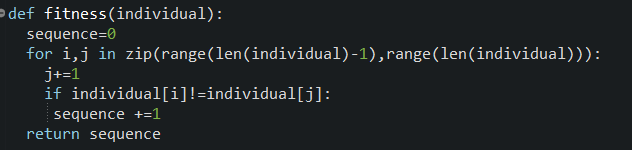 def fitness(individual):
  sequence=0
  for i,j in zip(range(len(individual)-1),range(len(individual))):
    j+=1
    if individual[i]!=individual[j]:
     sequence +=1
  return sequence